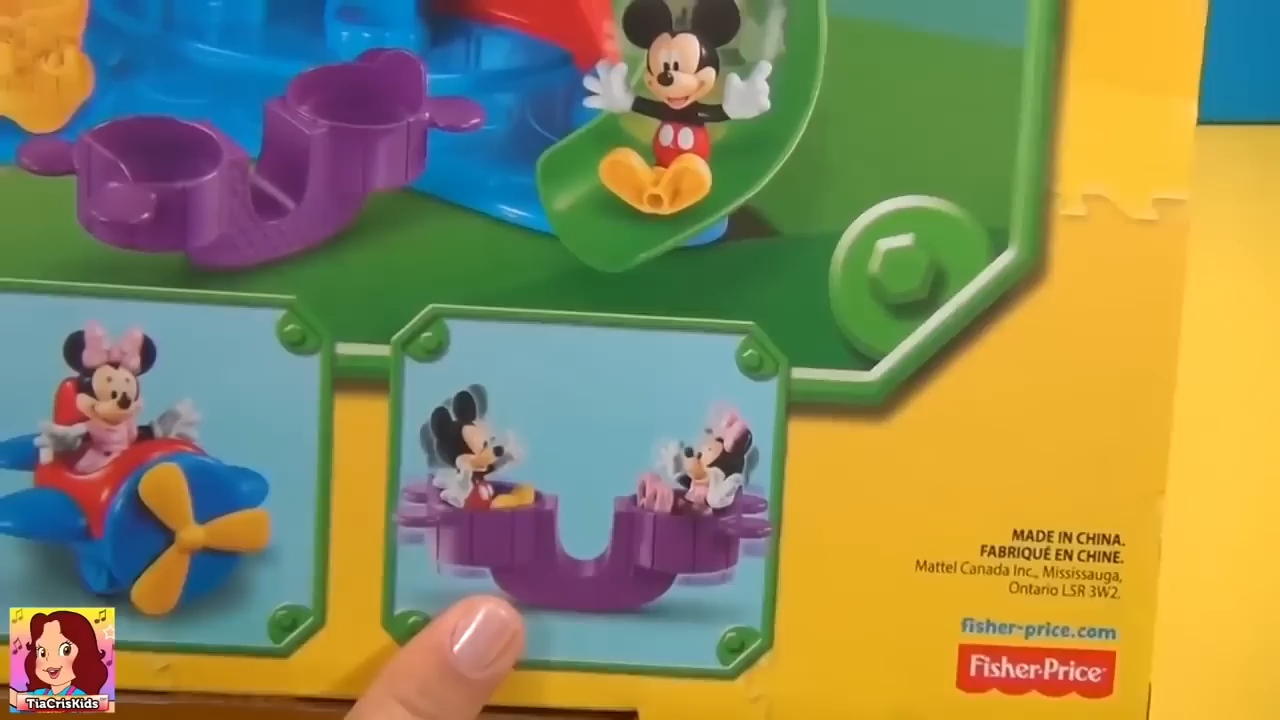 MADE IN CHINA.
FABRIQUÉ EN CHINE.
Mattel Canada Inc., Mississauga,
Ontario L5R 3W2.
fisher-price.com
Fisher-Price
TiaCrisKids